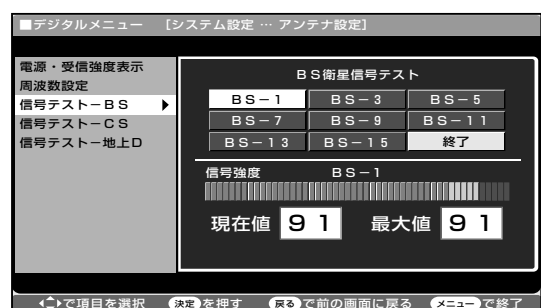 ■デジタルメニュー　[システム設定 … アンテナ設定]
電源・受信強度表示
周波数設定
信号テスト－ＢＳ
信号テスト－ＣＳ
信号テスト－地上Ｄ
ＢＳ衛星信号テスト
ＢＳ－１　ＢＳ－３　ＢＳ－５
ＢＳ－７　ＢＳ－９　ＢＳ－１１
ＢＳ－１３　ＢＳ－１５　終了
信号強度　ＢＳ－１
現在値　９１　最大値　９１
で項目を選択　決定を押す　戻るで前の画面に戻る　メニューで終了